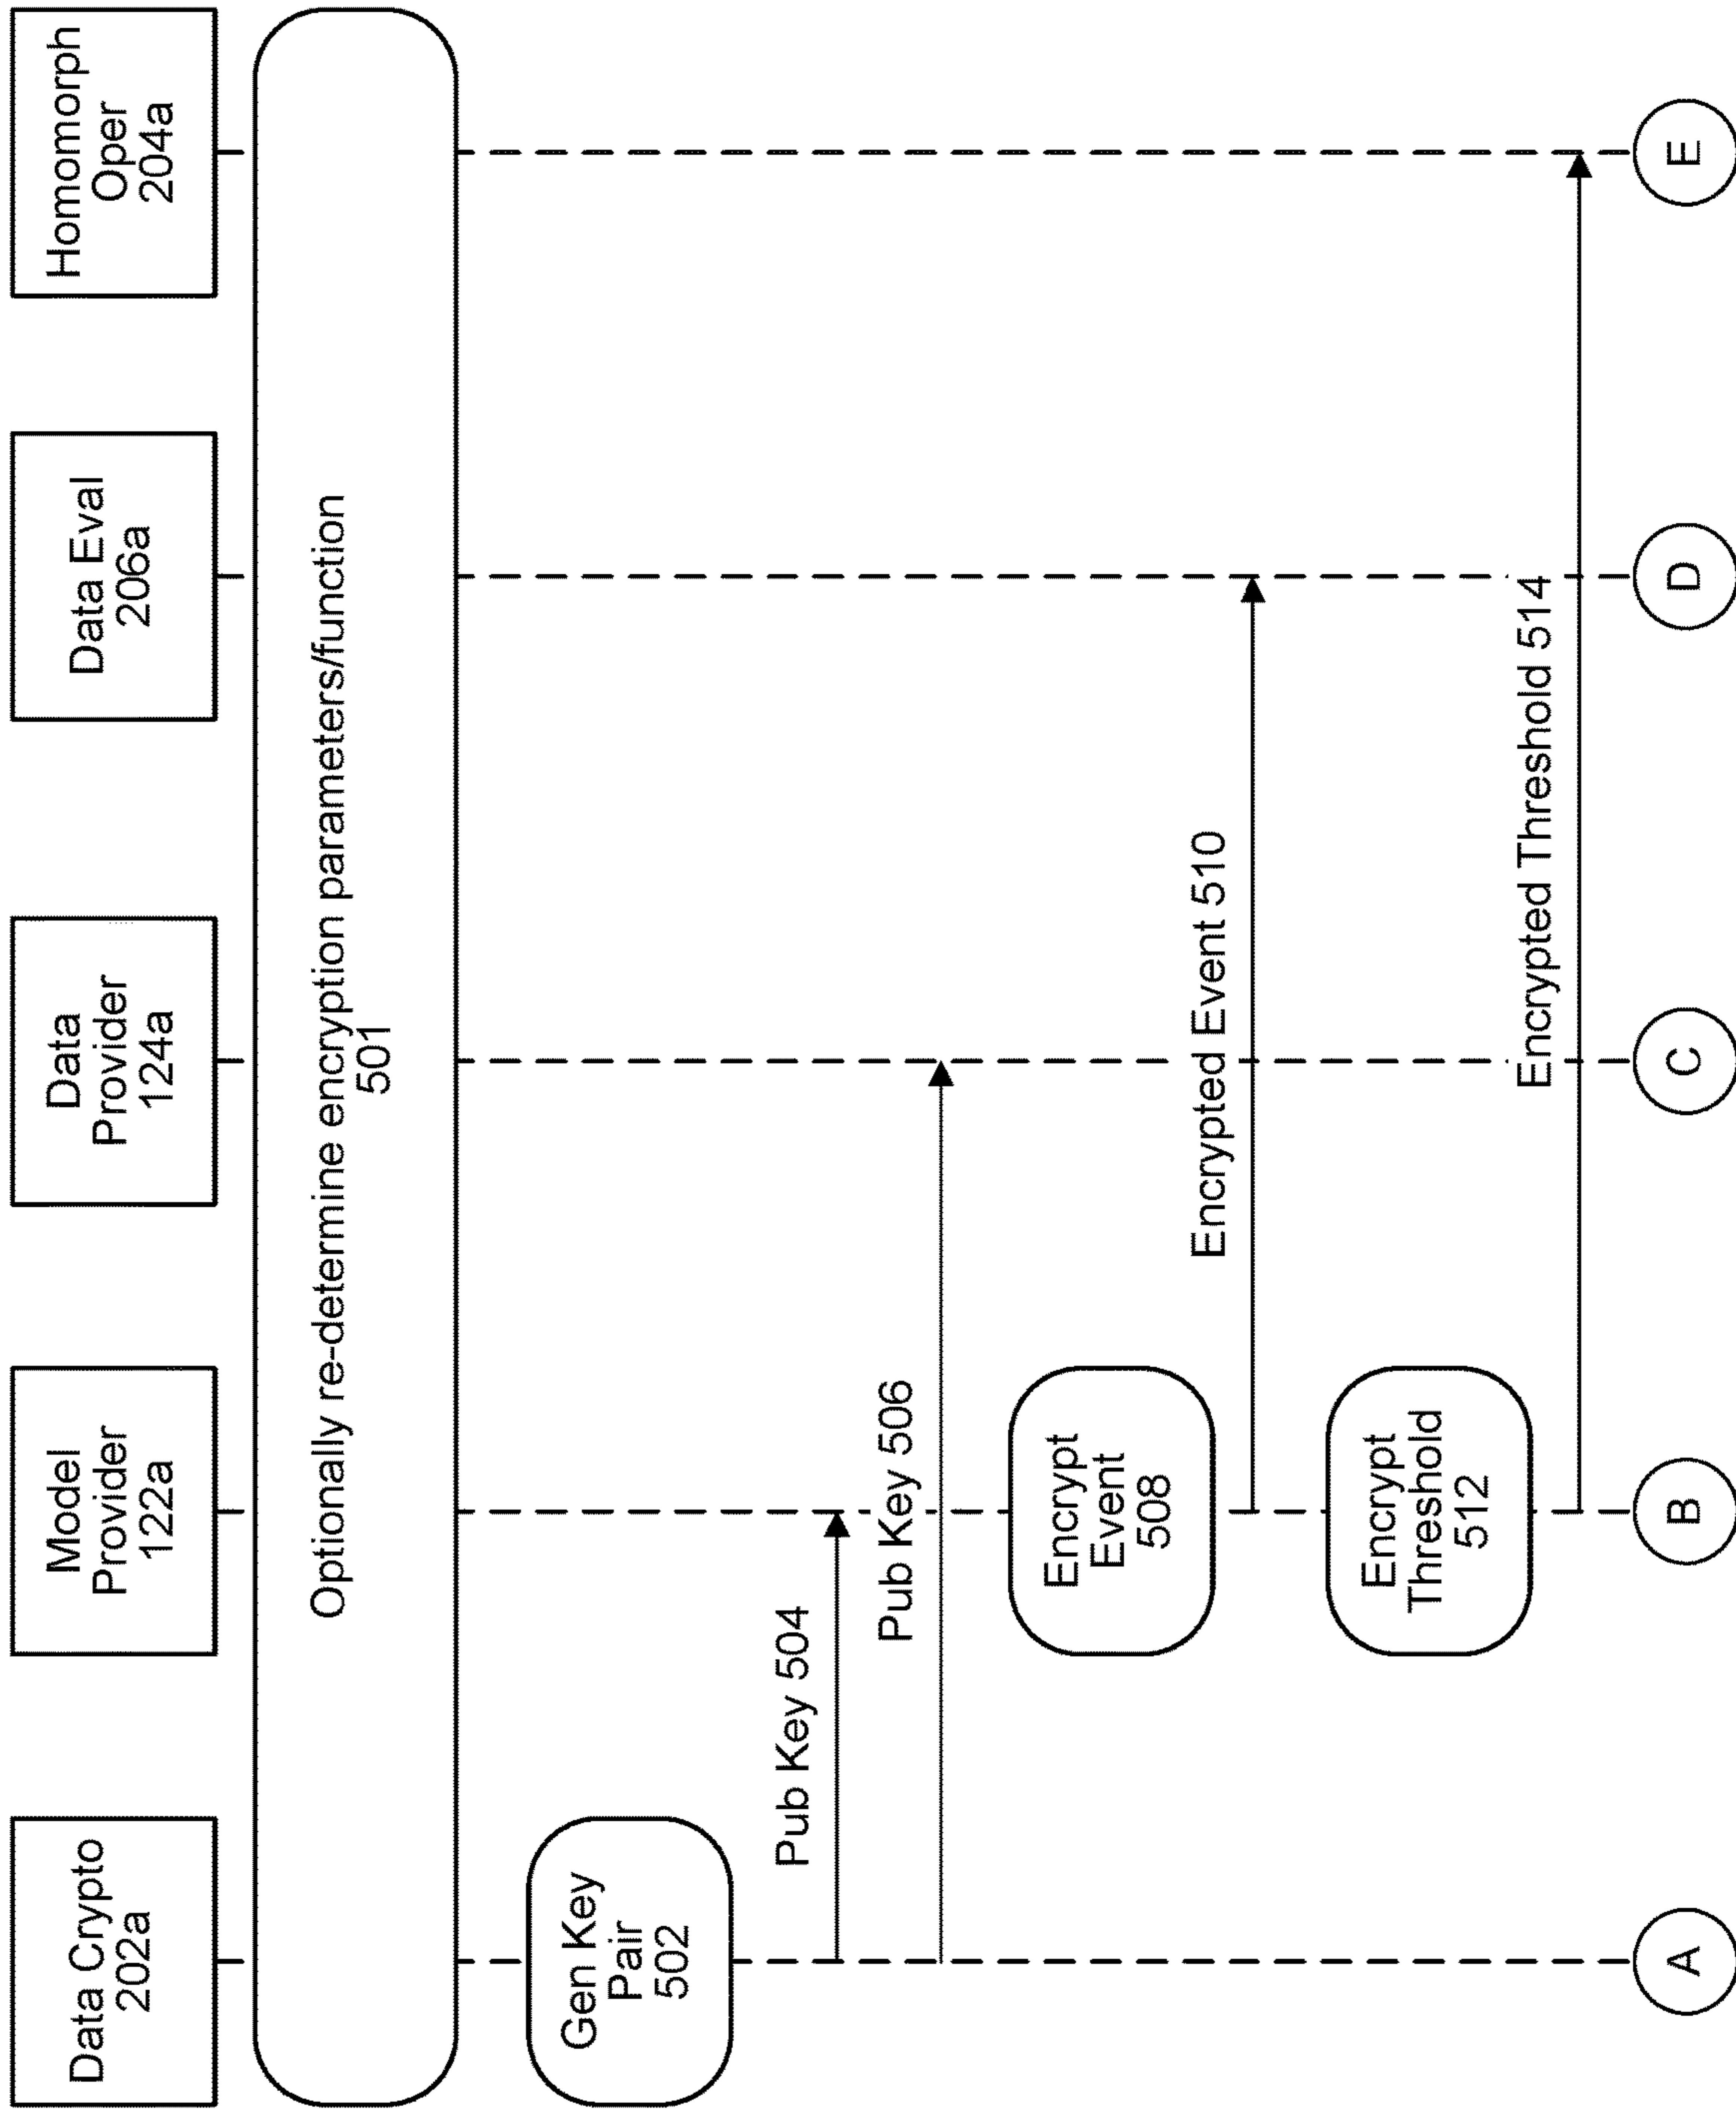 Data Crypto
202a
Model
Provider
122a
Data
Provider
124a
Data Eval
206a
Homomorph
Oper
204a
Optionally re-determine encryption parameters/function
501
Gen Key
Pair
502
Pub Key 504
Pub Key 506
Encrypt
Event
508
Encrypted Event 510
Encrypt
Threshold
512
Encrypted Threshold 514
A
B
C
D
E